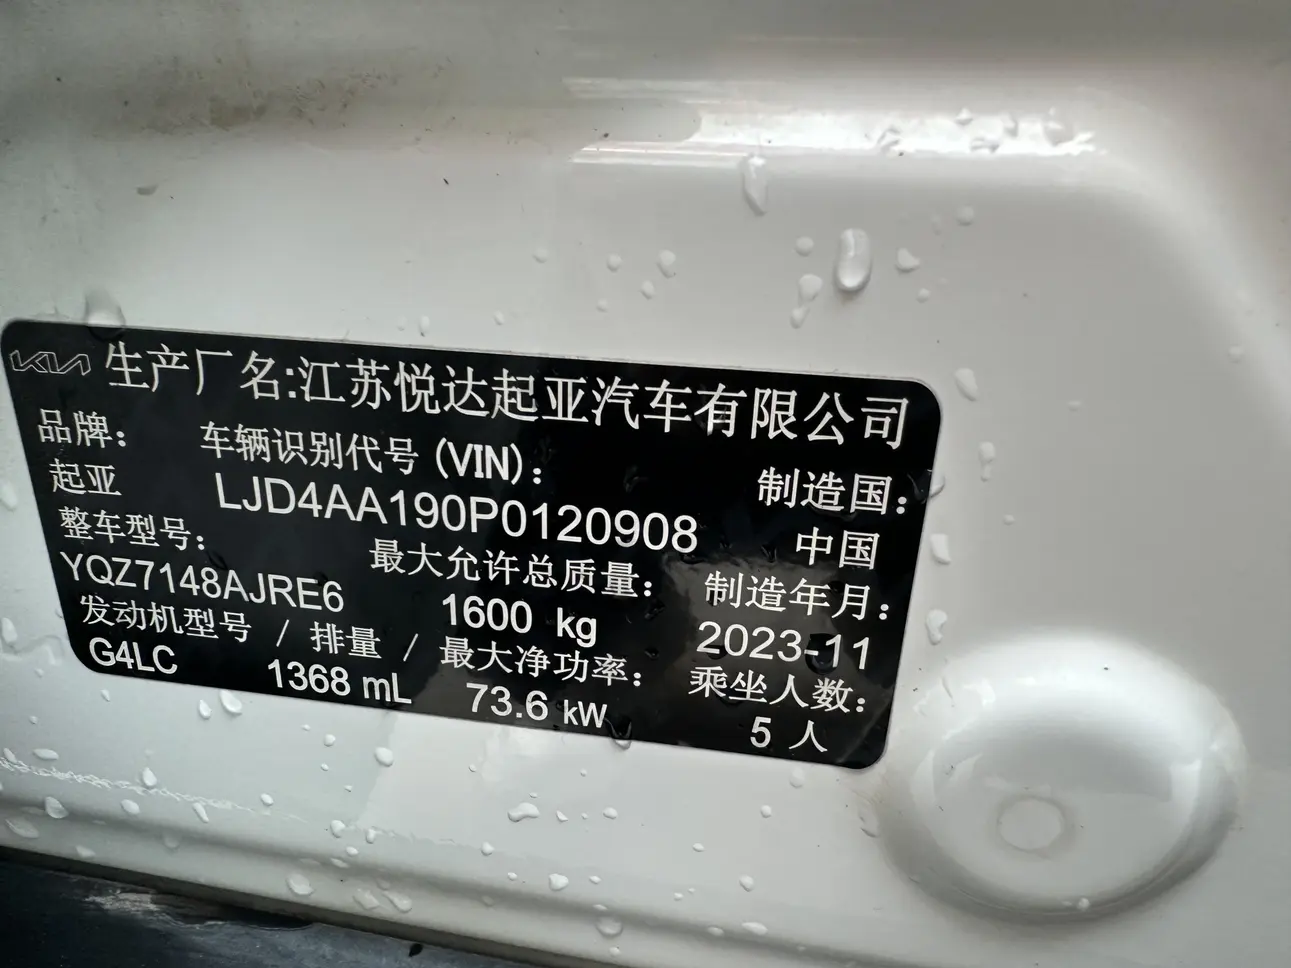 KIA 生产厂名:江苏悦达起亚汽车有限公司
品牌: 车辆识别代号 (VIN): 制造国:
起亚 LJD4AA190P0120908 中国
整车型号: 最大允许总质量: 制造年月:
YQZ7148AJRE6 1600 kg 2023-11
发动机型号 / 排量 / 最大净功率: 乘坐人数:
G4LC 1368 mL 73.6 kW 5 人